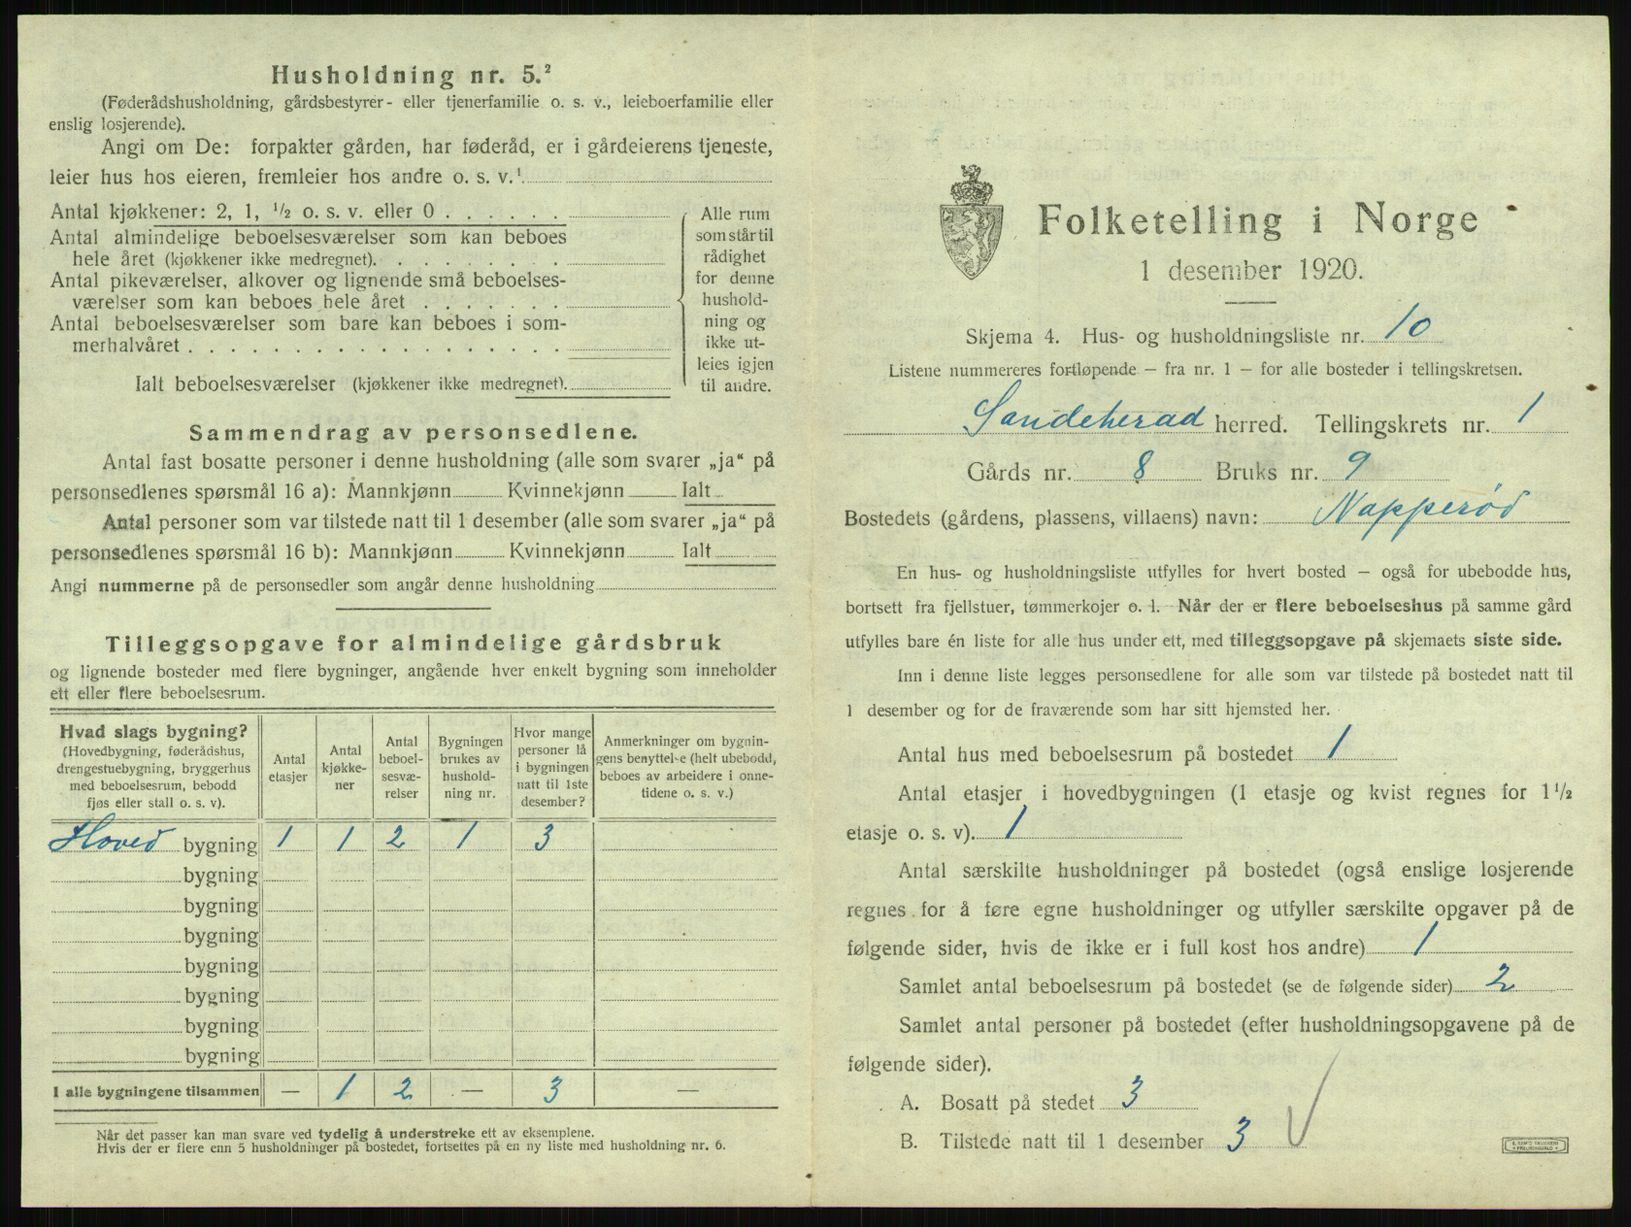 Husholdning nr. 5.²
(Føderådshusholdning, gårdsbestyrer- eller tjenerfamilie o. s. v., leieboerfamilie eller
enslig losjerende).
Angi om De: forpakter gården, har føderåd, er i gårdeierens tjeneste,
leier hus hos eieren, fremleier hos andre o. s. v.¹
Antal kjøkkener: 2, 1, ½ o. s. v. eller 0
Antal almindelige beboelsesværelser som kan beboes
hele året (kjøkkener ikke medregnet).
Antal pikeværelser, alkover og lignende små beboelses-
værelser som kan beboes hele året
Antal beboelsesværelser som bare kan beboes i som-
merhalvåret
Ialt beboelsesværelser (kjøkkener ikke medregnet).
Alle rum
som står til
rådighet
for denne
hushold-
ning og
ikke ut-
leies igjen
til andre.
Sammendrag av personsedlene.
Antal fast bosatte personer i denne husholdning (alle som svarer „ja“ på
personsedlenes spørsmål 16 a): Mannkjønn Kvinnekjønn Ialt
Antal personer som var tilstede natt til 1 desember (alle som svarer „ja“ på
personsedlenes spørsmål 16 b): Mannkjønn Kvinnekjønn Ialt
Angi nummerne på de personsedler som angår denne husholdning
Tilleggsopgave for almindelige gårdsbruk
og lignende bosteder med flere bygninger, angående hver enkelt bygning som inneholder
ett eller flere beboelsesrum.
Hvad slags bygning?
(Hovedbygning, føderådshus,
drengestuebygning, bryggerhus
med beboelsesrum, bebodd
fjøs eller stall o. s. v.).
Antal
etasjer
Antal
kjøkke-
ner
Antal
beboel-
sesvæ-
relser
Bygningen
brukes av
hushold-
ning nr.
Hvor mange
personer lå
i bygningen
natt til 1ste
desember?
Anmerkninger om bygnin-
gens benyttelse (helt ubebodd,
beboes av arbeidere i onne-
tidene o. s. v.)
Hoved bygning 1 1 2 1 3
bygning
bygning
bygning
bygning
bygning
bygning
bygning
I alle bygningene tilsammen — 1 2 — 3 —
Når det passer kan man svare ved tydelig å understreke ett av eksemplene.
Hvis der er flere enn 5 husholdninger på bostedet, fortsettes på en ny liste med husholdning nr. 6.
Folketelling i Norge
1 desember 1920.
Skjema 4. Hus- og husholdningsliste nr. 10
Listene nummereres fortløpende — fra nr. 1 — for alle bosteder i tellingskretsen.
Sandeherad herred. Tellingskrets nr. 1
Gårds nr. 8 Bruks nr. 9
Bostedets (gårdens, plassens, villaens) navn: Napperød
En hus- og husholdningsliste utfylles for hvert bosted — også for ubebodde hus,
bortsett fra fjellstuer, tømmerkojer o. l. Når der er flere beboelseshus på samme gård
utfylles bare én liste for alle hus under ett, med tilleggsopgave på skjemaets siste side.
Inn i denne liste legges personsedlene for alle som var tilstede på bostedet natt til
1 desember og for de fraværende som har sitt hjemsted her.
Antal hus med beboelsesrum på bostedet 1
Antal etasjer i hovedbygningen (1 etasje og kvist regnes for 1½
etasje o. s. v). 1
Antal særskilte husholdninger på bostedet (også enslige losjerende
regnes for å føre egne husholdninger og utfyller særskilte opgaver på de
følgende sider, hvis de ikke er i full kost hos andre) 1
Samlet antal beboelsesrum på bostedet (se de følgende sider) 2
Samlet antal personer på bostedet (efter husholdningsopgavene på de
følgende sider).
A. Bosatt på stedet 3
B. Tilstede natt til 1 desember 3